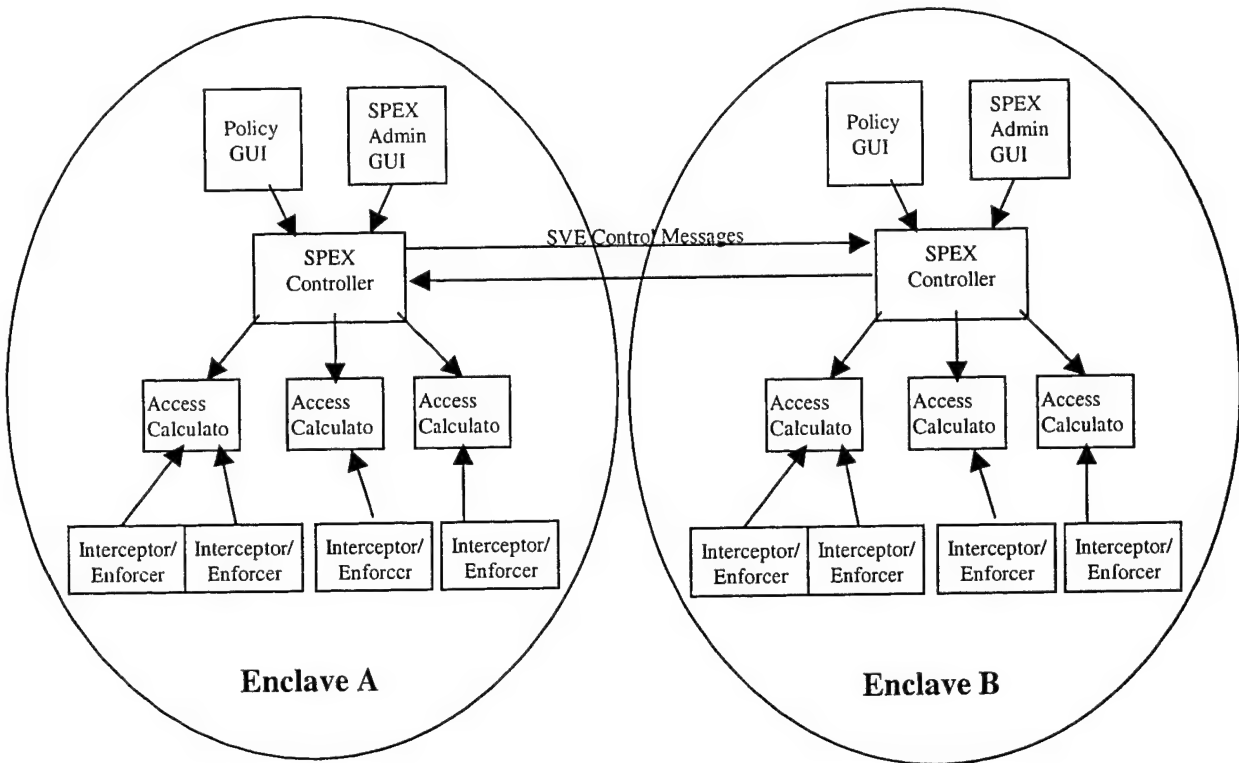 Policy
GUI
SPEX
Admin
GUI
Policy
GUI
SPEX
Admin
GUI
SVE Control Messages
SPEX
Controller
SPEX
Controller
Access
Calculato
Access
Calculato
Access
Calculato
Access
Calculato
Access
Calculato
Access
Calculato
Interceptor/
Enforcer
Interceptor/
Enforcer
Interceptor/
Enforcer
Interceptor/
Enforcer
Interceptor/
Enforcer
Interceptor/
Enforcer
Interceptor/
Enforcer
Interceptor/
Enforcer
Enclave A
Enclave B